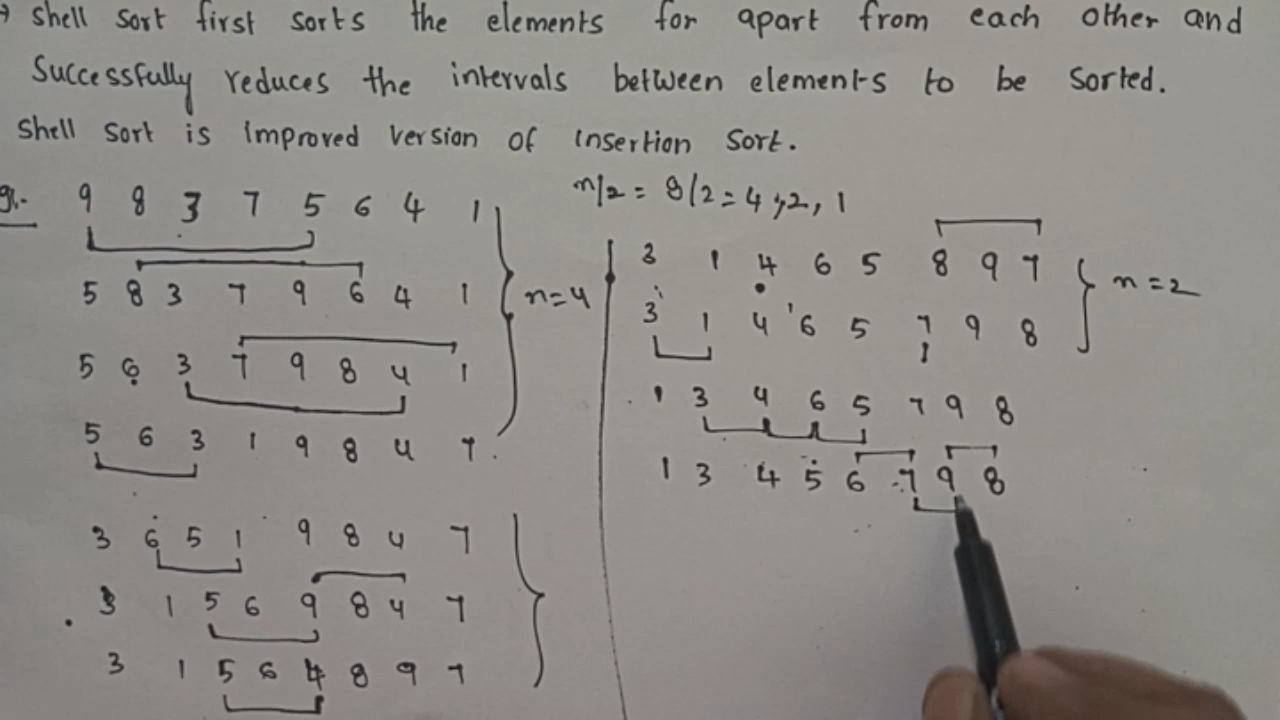 → Shell sort first sorts the elements for apart from each other and
Successfully reduces the intervals between elements to be sorted.
Shell sort is improved version of insertion sort.
n/2 = 8/2 = 4, 2, 1
9 8 3 7 5 6 4 1
5 8 3 7 9 6 4 1
n=4
5 6 3 7 9 8 4 1
5 6 3 1 9 8 4 7.
3 6 5 1 9 8 4 7
3 1 5 6 9 8 4 7
3 1 5 6 4 8 9 7
3 1 4 6 5 8 9 7
n=2
3 1 4 6 5 7 9 8
1 3 4 6 5 7 9 8
1 3 4 5 6 7 9 8